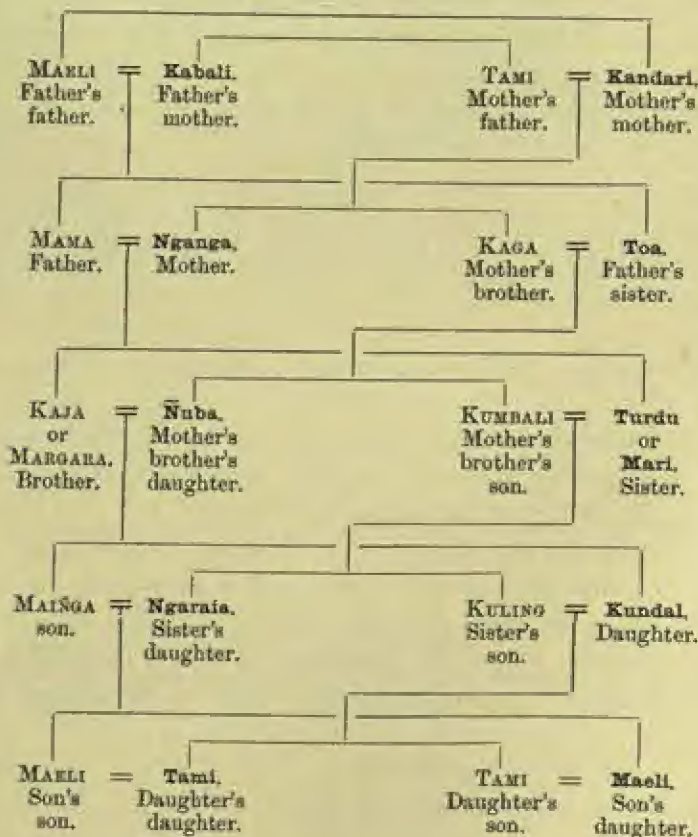 MAELI = Kabali. TAMI = Kandari.
Father's Father's Mother's Mother's
father. mother. father. mother.
MAMA = Nganga. KAGA = Toa.
Father. Mother. Mother's Father's
brother. sister.
KAJA = Ñuba. KUMBALI = Turdu
or Mother's Mother's or
MARGARA. brother's brother's Mari.
Brother. daughter. son. Sister.
MAIÑGA = Ngaraia. KULING = Kundal.
son. Sister's Sister's Daughter.
daughter. son.
MAELI = Tami. TAMI = Maeli.
Son's Daughter's Daughter's Son's
son. daughter. son. daughter.